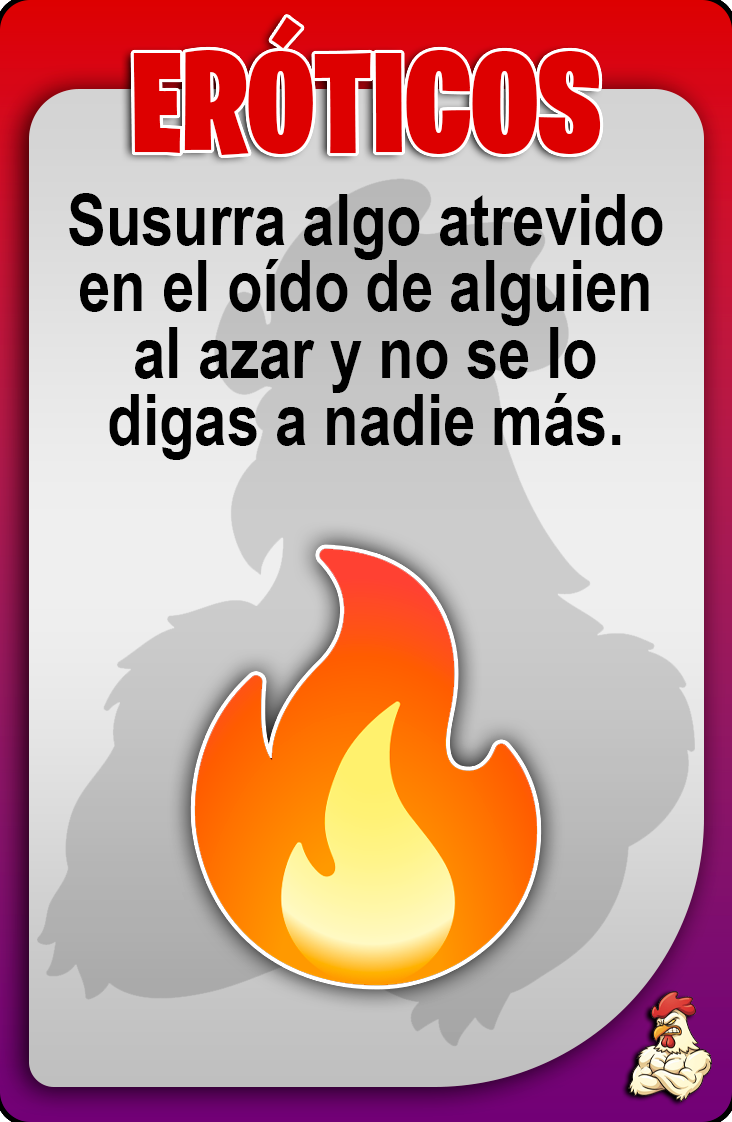 ERÓTICOS
Susurra algo atrevido
en el oído de alguien
al azar y no se lo
digas a nadie más.